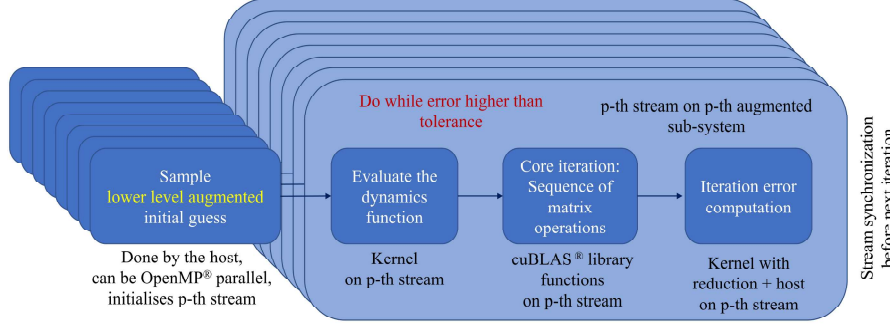 Do while error higher than
tolerance
p-th stream on p-th augmented
sub-system
Sample
lower level augmented
initial guess
Evaluate the
dynamics
function
Core iteration:
Sequence of
matrix
operations
Iteration error
computation
Done by the host,
can be OpenMP® parallel,
initialises p-th stream
Kernel
on p-th stream
cuBLAS ® library
functions
on p-th stream
Kernel with
reduction + host
on p-th stream
Stream synchronization
before next iteration